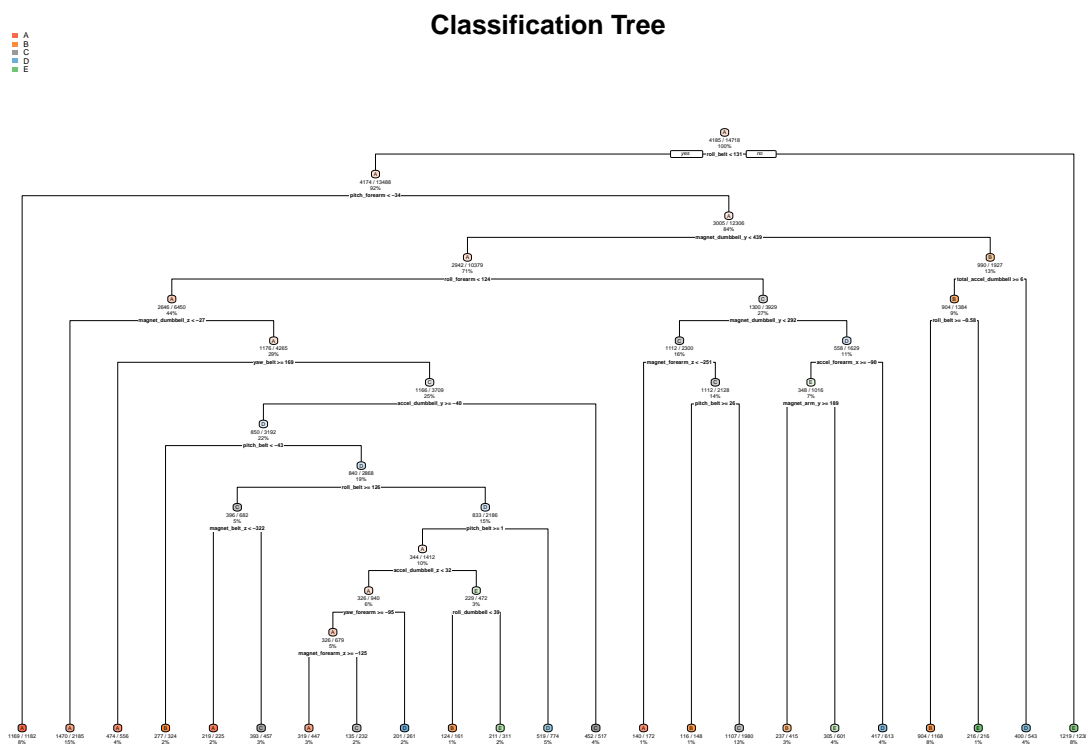 Classification Tree
A
B
C
D
E
A
4185 / 14718
100%
yes roll_belt < 131 no
A
4174 / 13488
92%
pitch_forearm < −34
A
3005 / 12306
84%
magnet_dumbbell_y < 439
A
2942 / 10379
71%
B
990 / 1927
13%
roll_forearm < 124
total_accel_dumbbell >= 6
A
2646 / 6450
44%
C
1300 / 3929
27%
B
904 / 1384
9%
magnet_dumbbell_z < −27
magnet_dumbbell_y < 292
roll_belt >= −0.58
A
1176 / 4265
29%
C
1112 / 2300
16%
D
558 / 1629
11%
yaw_belt >= 169
magnet_forearm_z < −251
accel_forearm_x >= −98
C
1166 / 3709
25%
C
1112 / 2128
14%
E
348 / 1016
7%
accel_dumbbell_y >= −40
pitch_belt >= 26
magnet_arm_y >= 189
D
850 / 3192
22%
pitch_belt < −43
D
840 / 2868
19%
roll_belt >= 126
C
396 / 682
5%
D
833 / 2186
15%
magnet_belt_z < −322
pitch_belt >= 1
A
344 / 1412
10%
accel_dumbbell_z < 32
A
326 / 940
6%
E
229 / 472
3%
yaw_forearm >= −95
roll_dumbbell < 39
A
326 / 679
5%
magnet_forearm_z >= −125
A A A B A C A C D B E D C A B C B E D B E D E
1169 / 1182 1470 / 2185 474 / 556 277 / 324 219 / 225 393 / 457 319 / 447 135 / 232 201 / 261 124 / 161 211 / 311 519 / 774 452 / 517 140 / 172 116 / 148 1107 / 1980 237 / 415 305 / 601 417 / 613 904 / 1168 216 / 216 400 / 543
8% 15% 4% 2% 2% 3% 3% 2% 2% 1% 2% 5% 4% 1% 1% 13% 3% 4% 4% 8% 1% 4% 8%